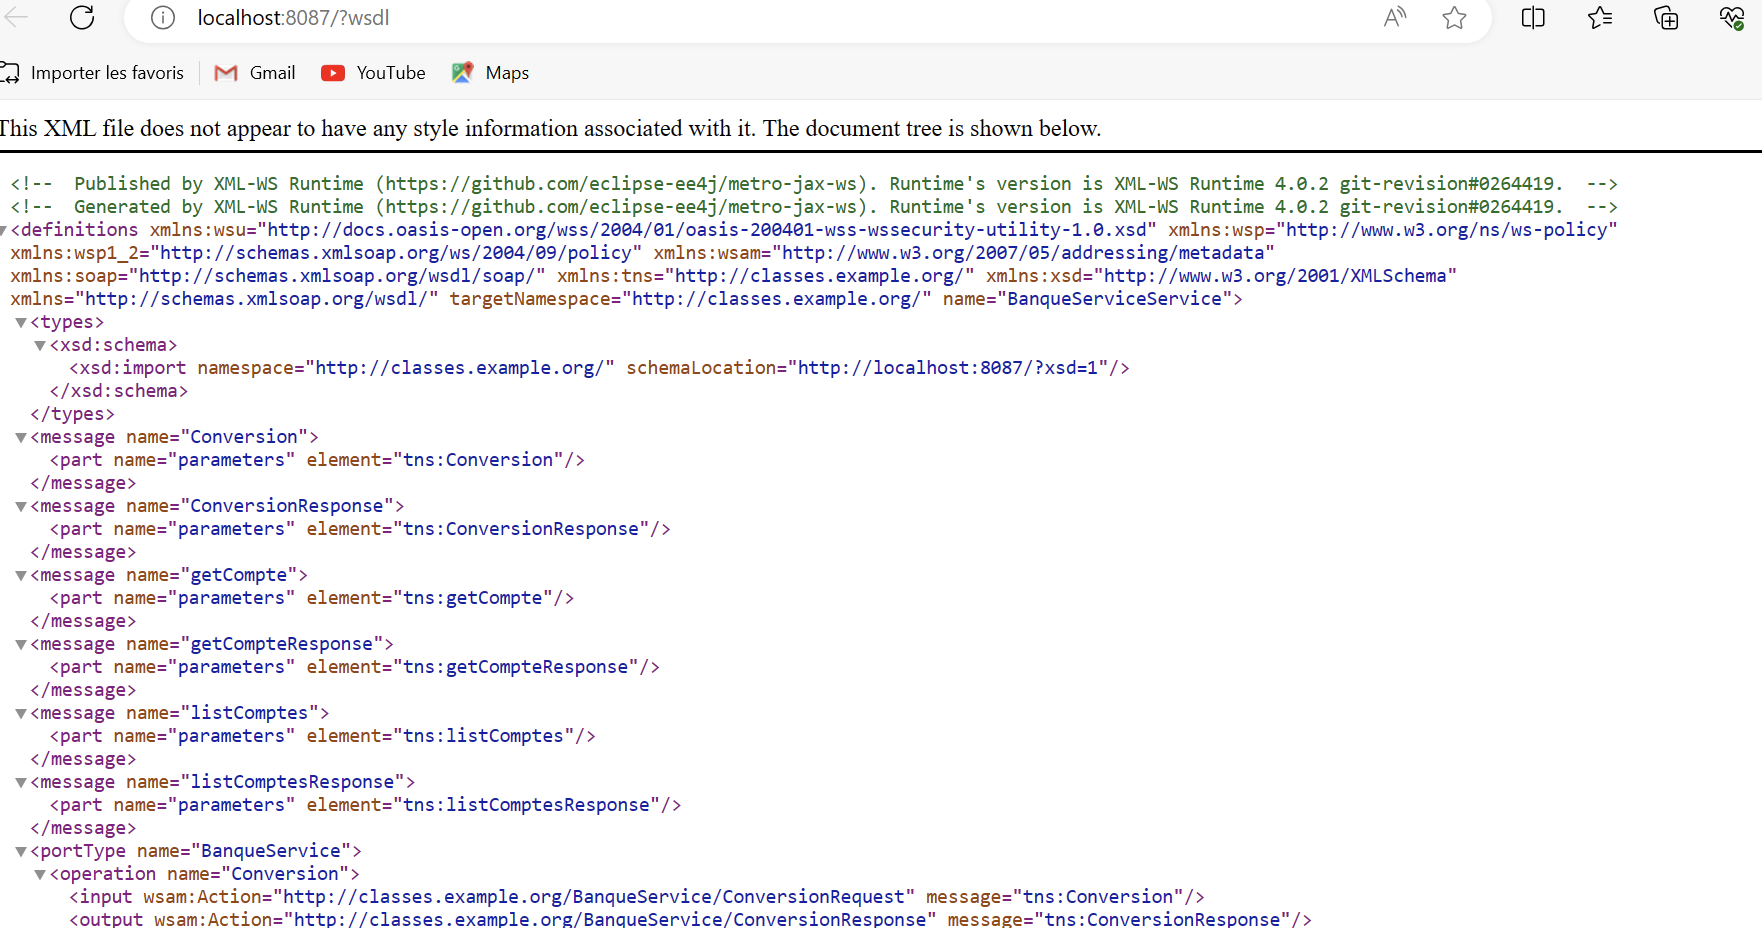 localhost:8087/?wsdl
Importer les favoris Gmail YouTube Maps
This XML file does not appear to have any style information associated with it. The document tree is shown below.
<!--  Published by XML-WS Runtime (https://github.com/eclipse-ee4j/metro-jax-ws). Runtime's version is XML-WS Runtime 4.0.2 git-revision#0264419.  -->
<!--  Generated by XML-WS Runtime (https://github.com/eclipse-ee4j/metro-jax-ws). Runtime's version is XML-WS Runtime 4.0.2 git-revision#0264419.  -->
<definitions xmlns:wsu="http://docs.oasis-open.org/wss/2004/01/oasis-200401-wss-wssecurity-utility-1.0.xsd" xmlns:wsp="http://www.w3.org/ns/ws-policy"
xmlns:wsp1_2="http://schemas.xmlsoap.org/ws/2004/09/policy" xmlns:wsam="http://www.w3.org/2007/05/addressing/metadata"
xmlns:soap="http://schemas.xmlsoap.org/wsdl/soap/" xmlns:tns="http://classes.example.org/" xmlns:xsd="http://www.w3.org/2001/XMLSchema"
xmlns="http://schemas.xmlsoap.org/wsdl/" targetNamespace="http://classes.example.org/" name="BanqueServiceService">
<types>
<xsd:schema>
<xsd:import namespace="http://classes.example.org/" schemaLocation="http://localhost:8087/?xsd=1"/>
</xsd:schema>
</types>
<message name="Conversion">
<part name="parameters" element="tns:Conversion"/>
</message>
<message name="ConversionResponse">
<part name="parameters" element="tns:ConversionResponse"/>
</message>
<message name="getCompte">
<part name="parameters" element="tns:getCompte"/>
</message>
<message name="getCompteResponse">
<part name="parameters" element="tns:getCompteResponse"/>
</message>
<message name="listComptes">
<part name="parameters" element="tns:listComptes"/>
</message>
<message name="listComptesResponse">
<part name="parameters" element="tns:listComptesResponse"/>
</message>
<portType name="BanqueService">
<operation name="Conversion">
<input wsam:Action="http://classes.example.org/BanqueService/ConversionRequest" message="tns:Conversion"/>
<output wsam:Action="http://classes.example.org/BanqueService/ConversionResponse" message="tns:ConversionResponse"/>